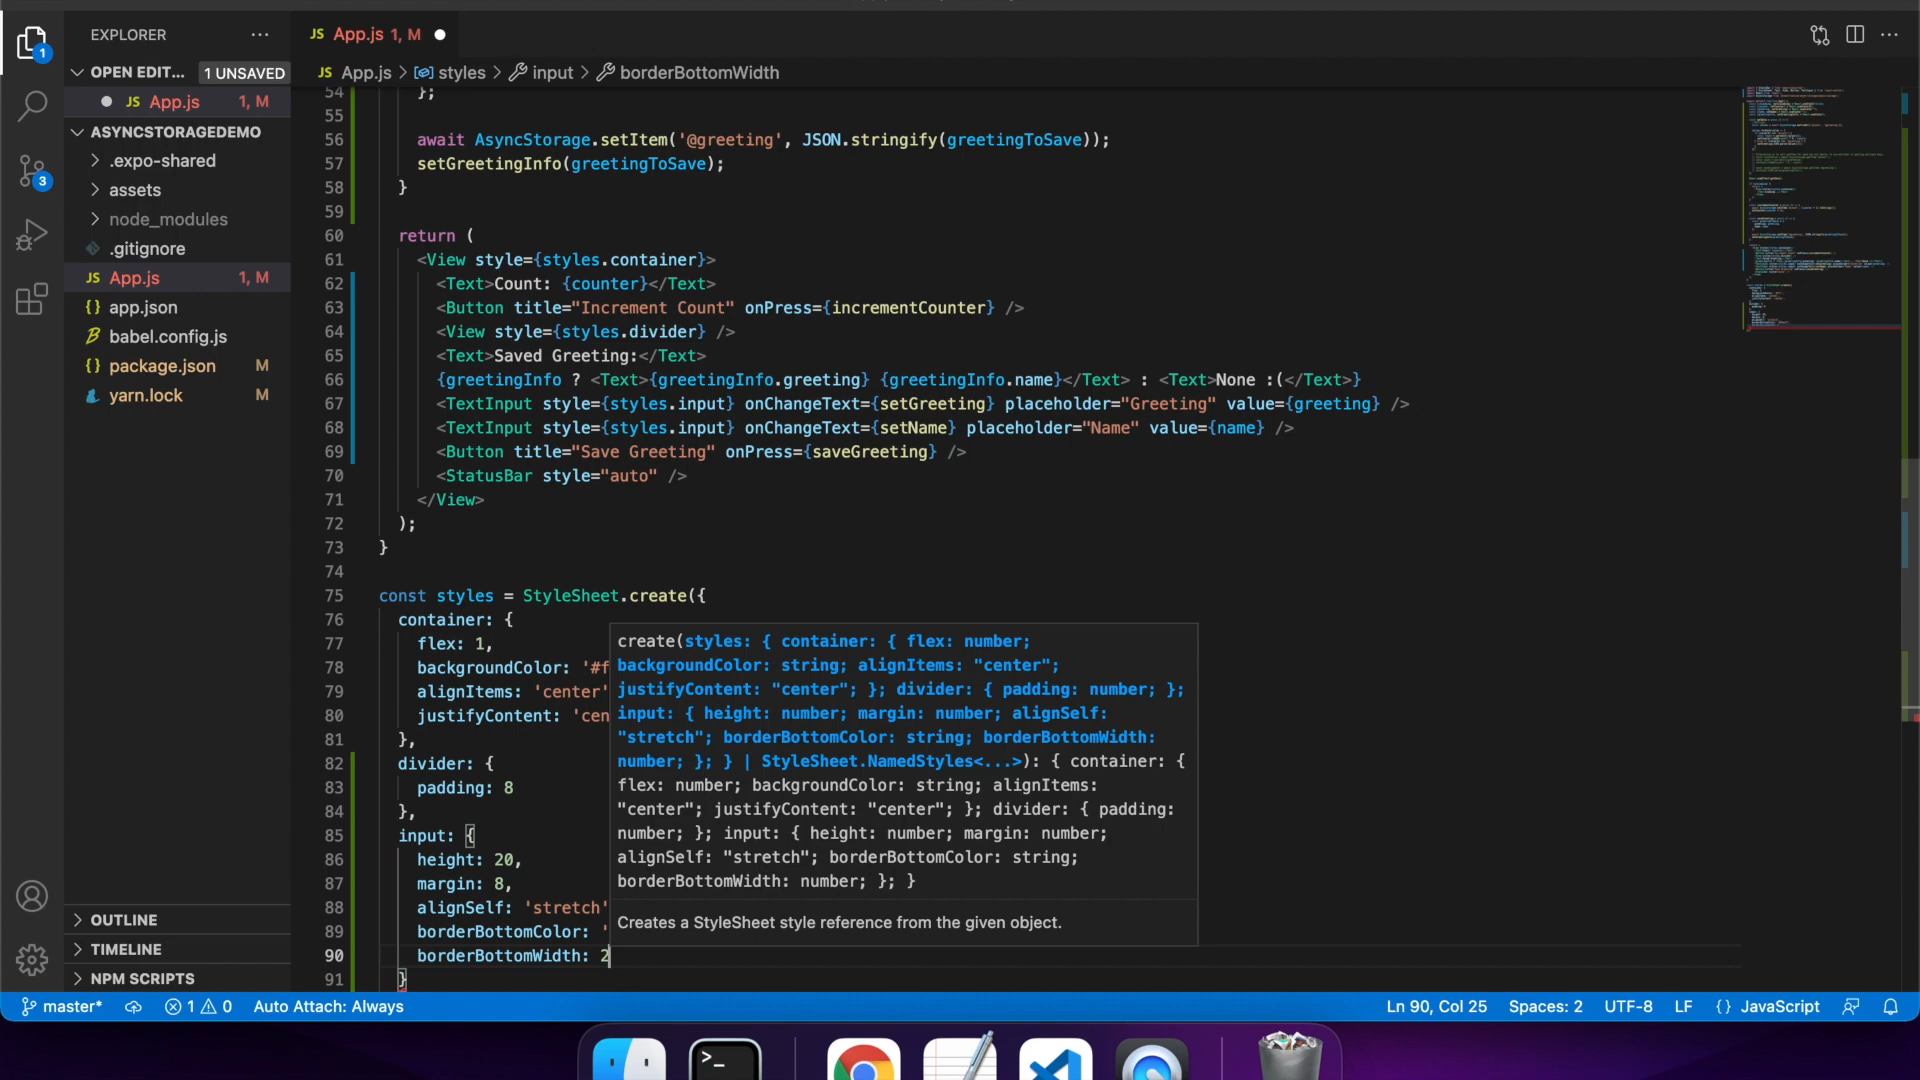 EXPLORER
JS App.js 1, M
OPEN EDIT... 1 UNSAVED
JS App.js > styles > input > borderBottomWidth
JS App.js 1, M
ASYNCSTORAGEDEMO
.expo-shared
assets
node_modules
.gitignore
JS App.js 1, M
{} app.json
babel.config.js
{} package.json M
yarn.lock M
1
3
OUTLINE
TIMELINE
NPM SCRIPTS
54 };
55
56 await AsyncStorage.setItem('@greeting', JSON.stringify(greetingToSave));
57 setGreetingInfo(greetingToSave);
58 }
59
60 return (
61 <View style={styles.container}>
62 <Text>Count: {counter}</Text>
63 <Button title="Increment Count" onPress={incrementCounter} />
64 <View style={styles.divider} />
65 <Text>Saved Greeting:</Text>
66 {greetingInfo ? <Text>{greetingInfo.greeting} {greetingInfo.name}</Text> : <Text>None :(</Text>}
67 <TextInput style={styles.input} onChangeText={setGreeting} placeholder="Greeting" value={greeting} />
68 <TextInput style={styles.input} onChangeText={setName} placeholder="Name" value={name} />
69 <Button title="Save Greeting" onPress={saveGreeting} />
70 <StatusBar style="auto" />
71 </View>
72 );
73 }
74
75 const styles = StyleSheet.create({
76 container: {
77 flex: 1,
78 backgroundColor: '#f
79 alignItems: 'center'
80 justifyContent: 'cen
81 },
82 divider: {
83 padding: 8
84 },
85 input: {
86 height: 20,
87 margin: 8,
88 alignSelf: 'stretch'
89 borderBottomColor: '
90 borderBottomWidth: 2
91 }
create(styles: { container: { flex: number;
backgroundColor: string; alignItems: "center";
justifyContent: "center"; }; divider: { padding: number; };
input: { height: number; margin: number; alignSelf:
"stretch"; borderBottomColor: string; borderBottomWidth:
number; }; } | StyleSheet.NamedStyles<...>): { container: {
flex: number; backgroundColor: string; alignItems:
"center"; justifyContent: "center"; }; divider: { padding:
number; }; input: { height: number; margin: number;
alignSelf: "stretch"; borderBottomColor: string;
borderBottomWidth: number; }; }
Creates a StyleSheet style reference from the given object.
master* 1 0 Auto Attach: Always Ln 90, Col 25 Spaces: 2 UTF-8 LF {} JavaScript
>_